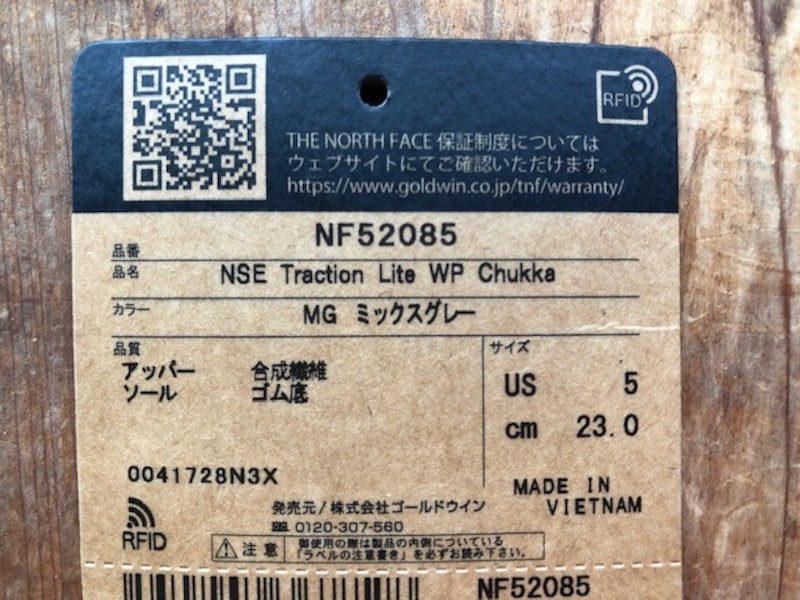 RFID
THE NORTH FACE 保証制度については
ウェブサイトにてご確認いただけます。
https://www.goldwin.co.jp/tnf/warranty/
品番 NF52085
品名 NSE Traction Lite WP Chukka
カラー MG ミックスグレー
品質
アッパー 合成繊維
ソール ゴム底
サイズ
US 5
cm 23.0
0041728N3X
MADE IN
VIETNAM
RFID
発売元/株式会社ゴールドウイン
0120-307-560
注意
御使用の際は製品の内側についている
「ラベルの注意書き」を必ずお読み下さい。
NF52085